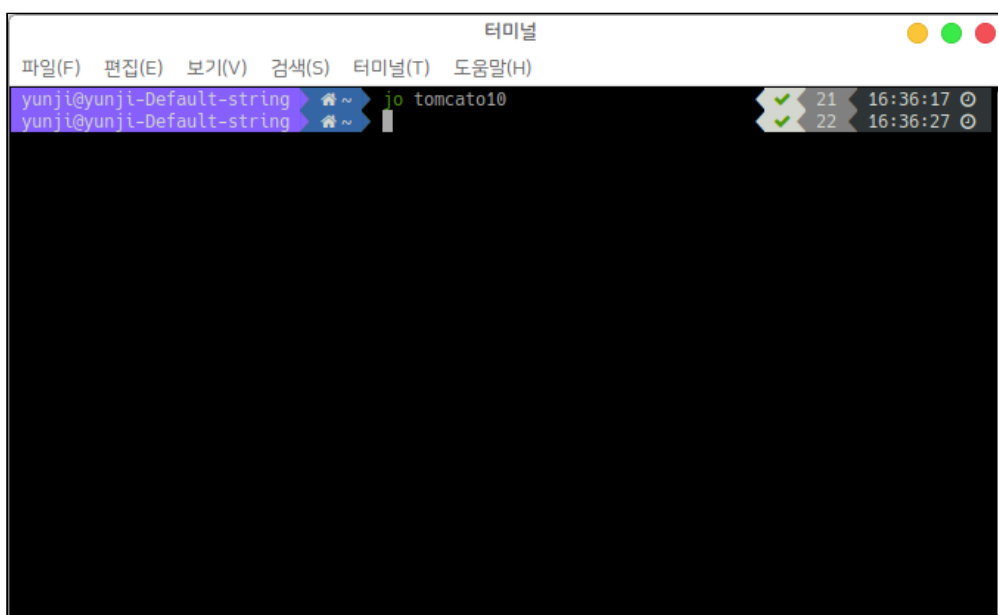 터미널
파일(F) 편집(E) 보기(V) 검색(S) 터미널(T) 도움말(H)
yunji@yunji-Default-string ~ jo tomcato10 ✔ 21 16:36:17
yunji@yunji-Default-string ~ ✔ 22 16:36:27